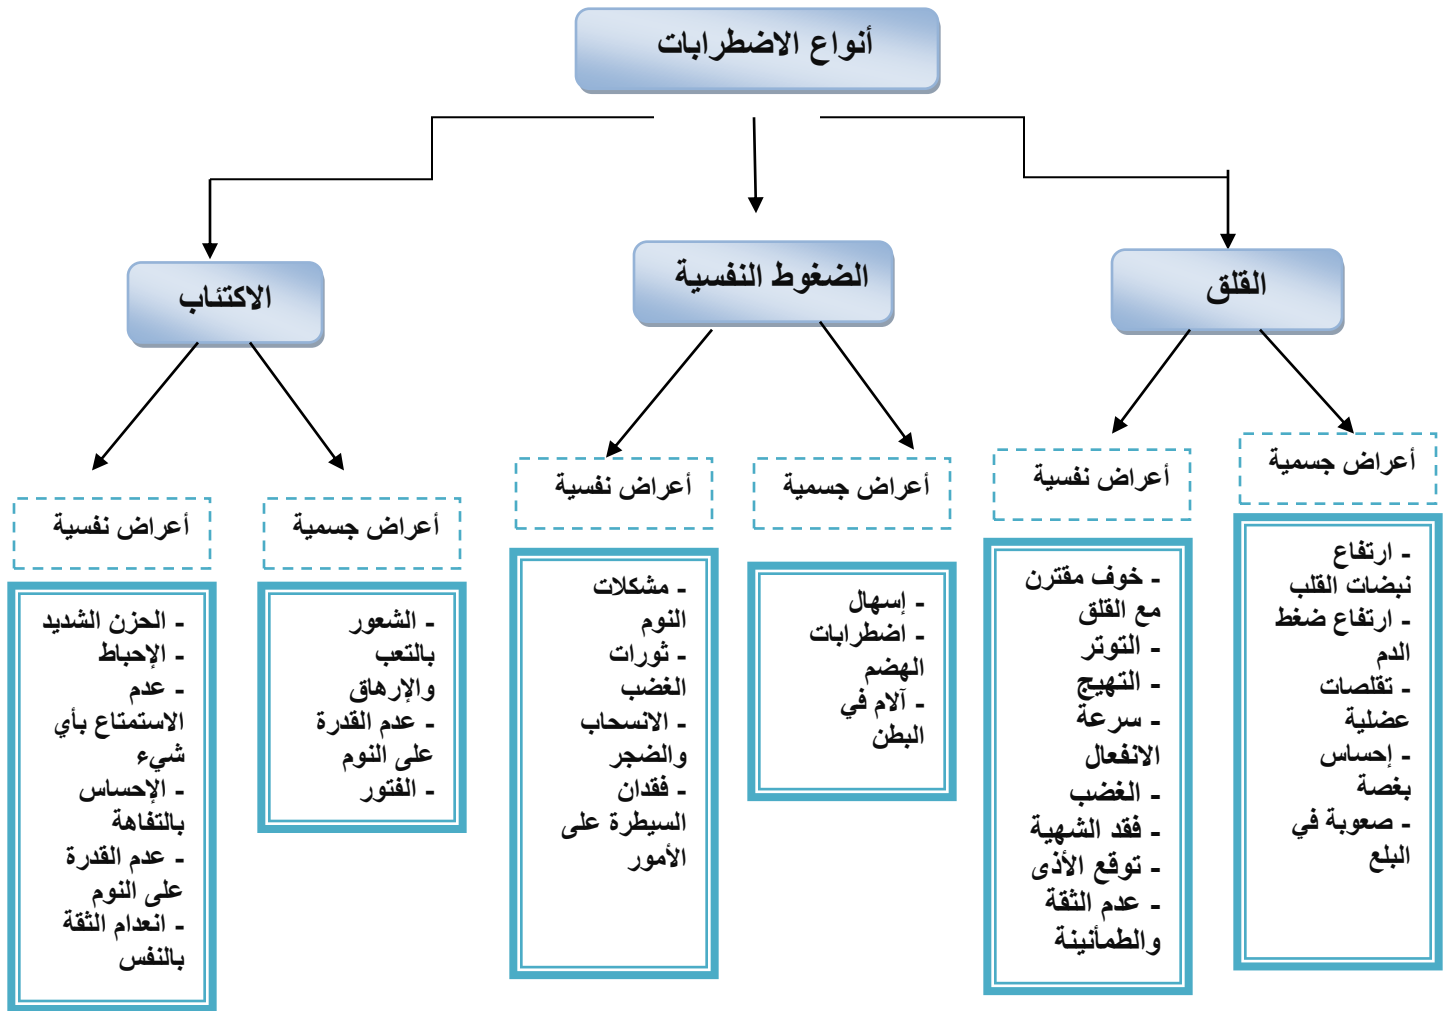 أنواع الاضطرابات
القلق
الضغوط النفسية
الاكتئاب
أعراض جسمية
- ارتفاع
نبضات القلب
- ارتفاع ضغط
الدم
- تقلصات
عضلية
- إحساس
بغصة
- صعوبة في
البلع
أعراض نفسية
- خوف مقترن
مع القلق
- التوتر
- التهيج
- سرعة
الانفعال
- الغضب
- فقد الشهية
- توقع الأذى
- عدم الثقة
والطمأنينة
أعراض جسمية
- إسهال
- اضطرابات
الهضم
- آلام في
البطن
أعراض نفسية
- مشكلات
النوم
- ثورات
الغضب
- الانسحاب
والضجر
- فقدان
السيطرة على
الأمور
أعراض جسمية
- الشعور
بالتعب
والإرهاق
- عدم القدرة
على النوم
- الفتور
أعراض نفسية
- الحزن الشديد
- الإحباط
- عدم
الاستمتاع بأي
شيء
- الإحساس
بالتفاهة
- عدم القدرة
على النوم
- انعدام الثقة
بالنفس